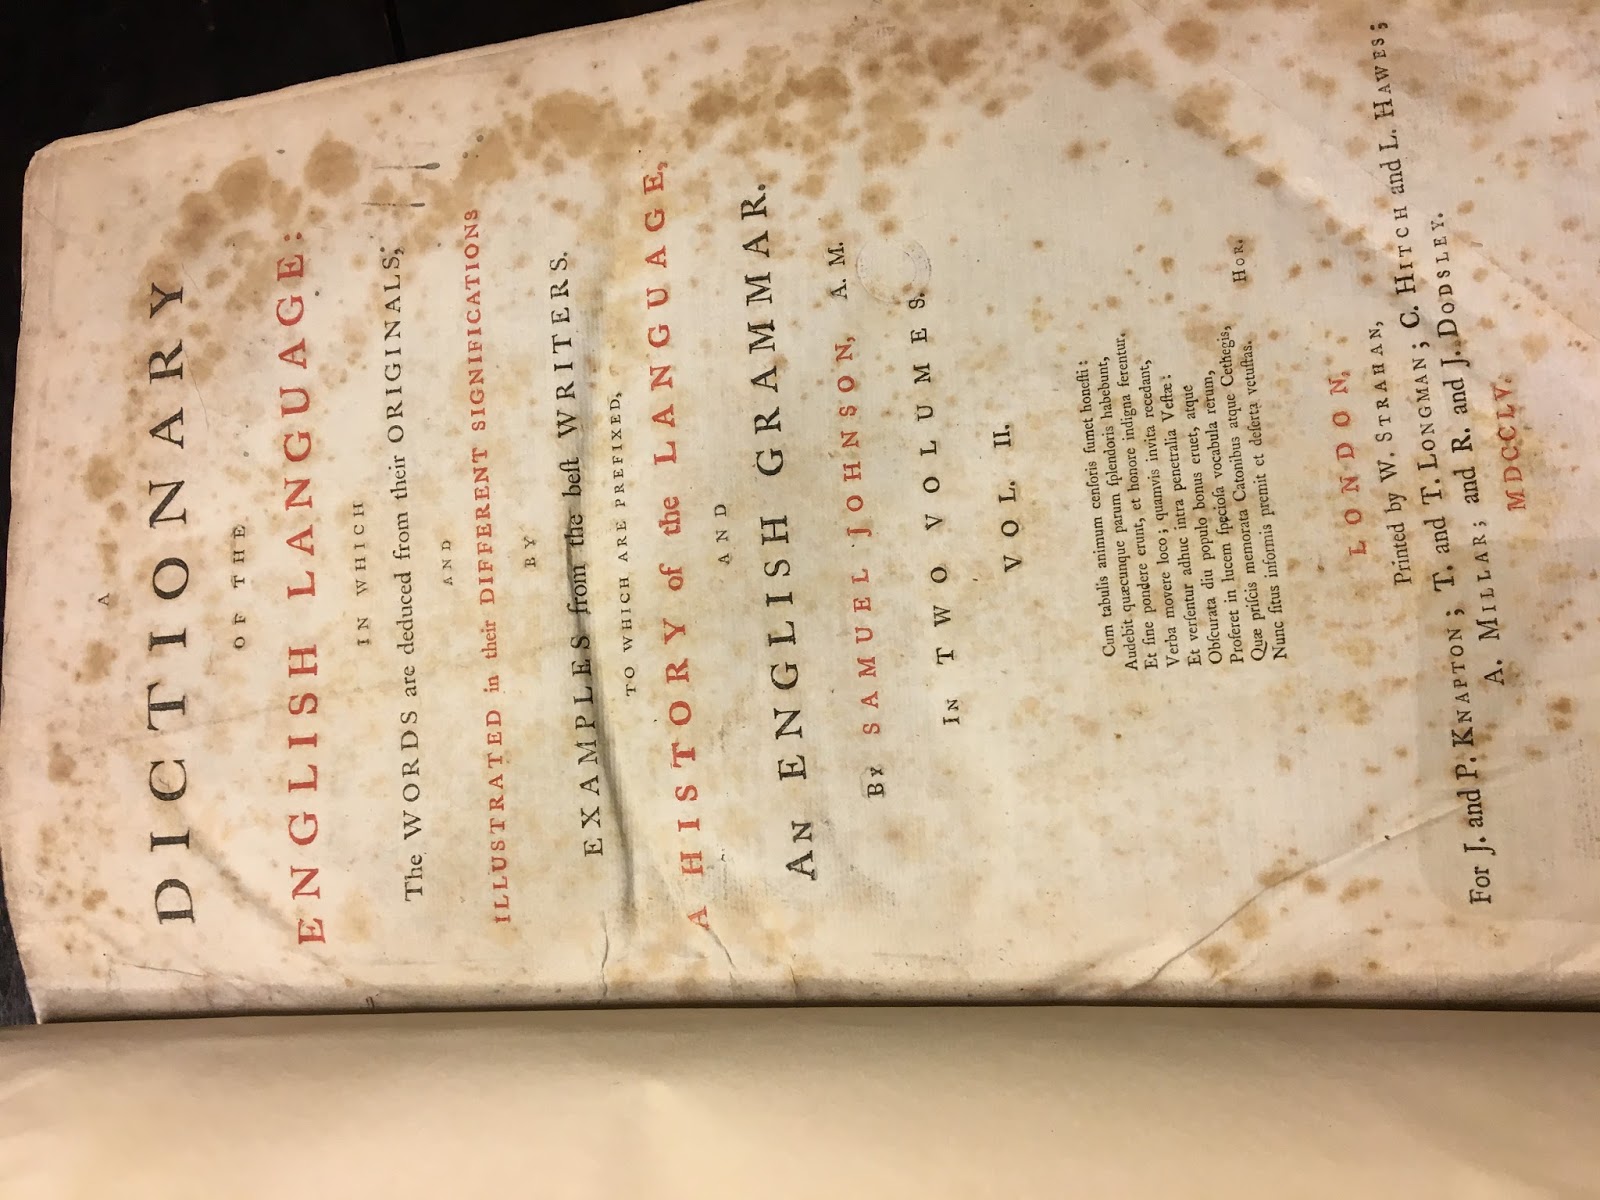 A
DICTIONARY
OF THE
ENGLISH LANGUAGE:
IN WHICH
The WORDS are deduced from their ORIGINALS,
AND
ILLUSTRATED in their DIFFERENT SIGNIFICATIONS
BY
EXAMPLES from the beſt WRITERS.
TO WHICH ARE PREFIXED,
A HISTORY of the LANGUAGE,
AND
AN ENGLISH GRAMMAR.
BY SAMUEL JOHNSON, A. M.
IN TWO VOLUMES.
VOL. II.
Cum tabulis animum cenſoris ſumet honeſti:
Audebit quæcunque parum ſplendoris habebunt,
Et ſine pondere erunt, et honore indigna ferentur.
Verba movere loco; quamvis invita recedant,
Et verſentur adhuc intra penetralia Veſtæ:
Obſcurata diu populo bonus eruet, atque
Proferet in lucem ſpecioſa vocabula rerum,
Quæ priſcis memorata Catonibus atque Cethegis,
Nunc ſitus informis premit et deſerta vetuſtas. HOR.
LONDON,
Printed by W. STRAHAN,
For J. and P. KNAPTON; T. and T. LONGMAN; C. HITCH and L. HAWES;
A. MILLAR; and R. and J. DODSLEY.
MDCCLV.